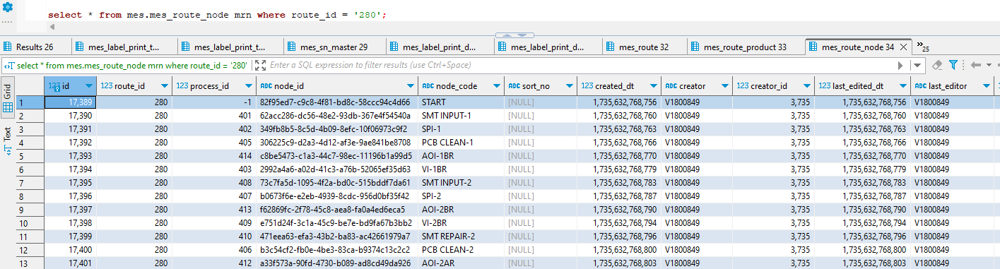 select * from mes.mes_route_node mrn where route_id = '280';
Results 26 mes_label_print_t... mes_label_print_t... mes_sn_master 29 mes_label_print_d... mes_label_print_d... mes_route 32 mes_route_product 33 mes_route_node 34 »25
select * from mes.mes_route_node mrn where route_id = '280' Enter a SQL expression to filter results (use Ctrl+Space)
Grid
Text
123 id 123 route_id 123 process_id ABC node_id ABC node_code ABC sort_no 123 created_dt ABC creator 123 creator_id 123 last_edited_dt ABC last_editor
1 17,389 280 -1 82f95ed7-c9c8-4f81-bd8c-58ccc94c4d66 START [NULL] 1,735,632,768,756 V1800849 3,735 1,735,632,768,756 V1800849
2 17,390 280 401 62acc286-dc56-48e2-93db-367e4f54540a SMT INPUT-1 [NULL] 1,735,632,768,760 V1800849 3,735 1,735,632,768,760 V1800849
3 17,391 280 402 349fb8b5-8c5d-4b09-8efc-10f06973c9f2 SPI-1 [NULL] 1,735,632,768,763 V1800849 3,735 1,735,632,768,763 V1800849
4 17,392 280 405 306225c9-d2a3-4d12-af3e-9ae841be8708 PCB CLEAN-1 [NULL] 1,735,632,768,766 V1800849 3,735 1,735,632,768,766 V1800849
5 17,393 280 414 c8be5473-c1a3-44c7-98ec-11196b1a99d5 AOI-1BR [NULL] 1,735,632,768,770 V1800849 3,735 1,735,632,768,770 V1800849
6 17,394 280 403 2992a4a6-a02d-41c3-a76b-52065ef35d63 VI-1BR [NULL] 1,735,632,768,779 V1800849 3,735 1,735,632,768,779 V1800849
7 17,395 280 408 73c7fa5d-1095-4f2a-bd0c-515bddf7da61 SMT INPUT-2 [NULL] 1,735,632,768,783 V1800849 3,735 1,735,632,768,783 V1800849
8 17,396 280 407 b0673f6e-e2eb-4939-8cdc-956d0bf35f42 SPI-2 [NULL] 1,735,632,768,787 V1800849 3,735 1,735,632,768,787 V1800849
9 17,397 280 413 f62869fc-2f78-45c8-aea8-fa0a4ed6eca5 AOI-2BR [NULL] 1,735,632,768,790 V1800849 3,735 1,735,632,768,790 V1800849
10 17,398 280 409 e751d24f-3c1a-45c9-be7e-bd9fa67b3bb2 VI-2BR [NULL] 1,735,632,768,794 V1800849 3,735 1,735,632,768,794 V1800849
11 17,399 280 410 471eea63-efa3-43b2-ba83-ac42661979a7 SMT REPAIR-2 [NULL] 1,735,632,768,796 V1800849 3,735 1,735,632,768,796 V1800849
12 17,400 280 406 b3c54cf2-fb0e-4be3-83ca-b9374c13c2c2 PCB CLEAN-2 [NULL] 1,735,632,768,800 V1800849 3,735 1,735,632,768,800 V1800849
13 17,401 280 412 a33f573a-90fd-4730-b089-ad8cd49da926 AOI-2AR [NULL] 1,735,632,768,803 V1800849 3,735 1,735,632,768,803 V1800849